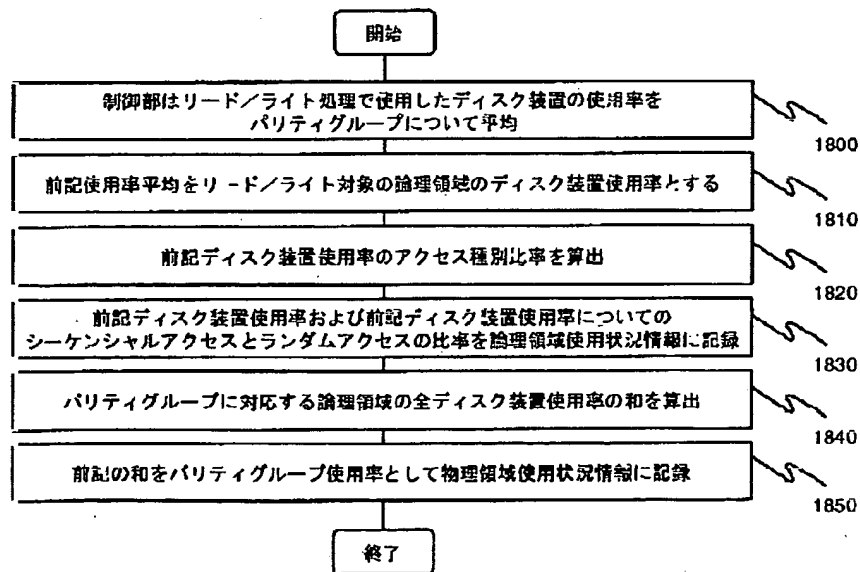 開始
制御部はリード／ライト処理で使用したディスク装置の使用率を
パリティグループについて平均
1800
前記使用率平均をリード／ライト対象の論理領域のディスク装置使用率とする
1810
前記ディスク装置使用率のアクセス種別比率を算出
1820
前記ディスク装置使用率および前記ディスク装置使用率についての
シーケンシャルアクセスとランダムアクセスの比率を論理領域使用状況情報に記録
1830
パリティグループに対応する論理領域の全ディスク装置使用率の和を算出
1840
前記の和をパリティグループ使用率として物理領域使用状況情報に記録
1850
終了